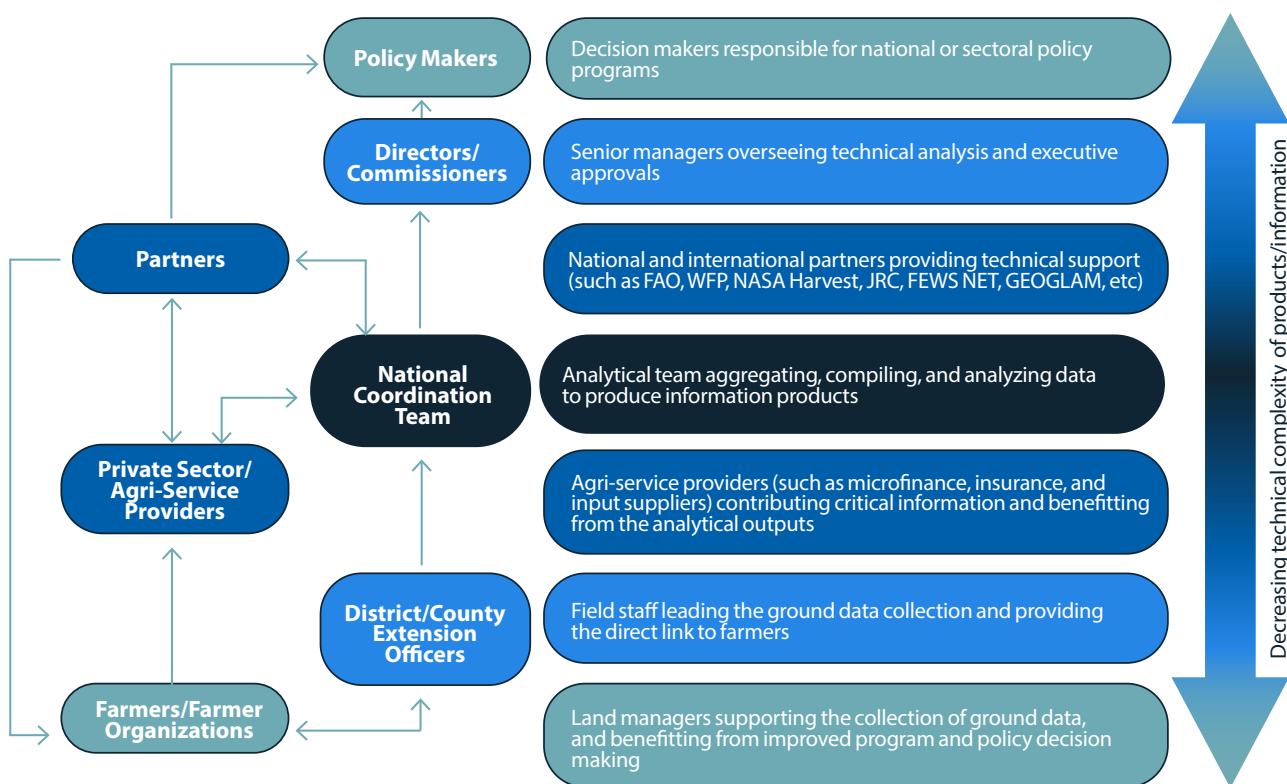 Policy Makers
Decision makers responsible for national or sectoral policy
programs
Directors/
Commissioners
Senior managers overseeing technical analysis and executive
approvals
Partners
National and international partners providing technical support
(such as FAO, WFP, NASA Harvest, JRC, FEWS NET, GEOGLAM, etc)
National
Coordination
Team
Analytical team aggregating, compiling, and analyzing data
to produce information products
Private Sector/
Agri-Service
Providers
Agri-service providers (such as microfinance, insurance, and
input suppliers) contributing critical information and benefitting
from the analytical outputs
District/County
Extension
Officers
Field staff leading the ground data collection and providing
the direct link to farmers
Farmers/Farmer
Organizations
Land managers supporting the collection of ground data,
and benefitting from improved program and policy decision
making
Decreasing technical complexity of products/information